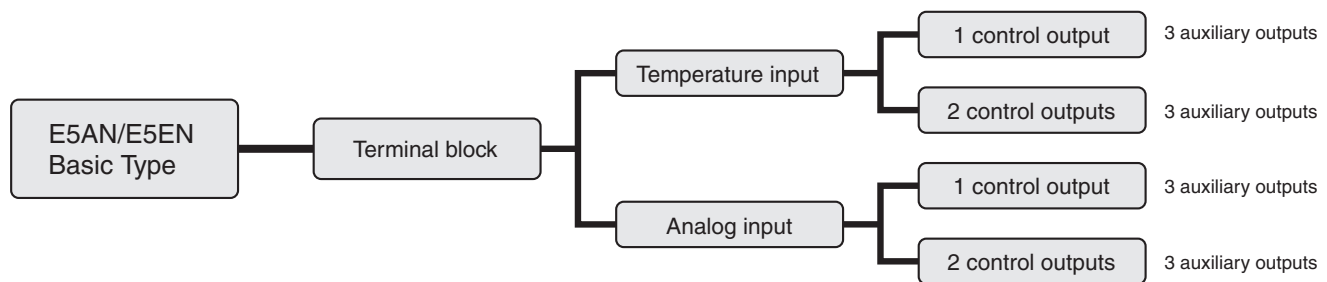 E5AN/E5EN
Basic Type
Terminal block
Temperature input
1 control output
3 auxiliary outputs
2 control outputs
3 auxiliary outputs
Analog input
1 control output
3 auxiliary outputs
2 control outputs
3 auxiliary outputs